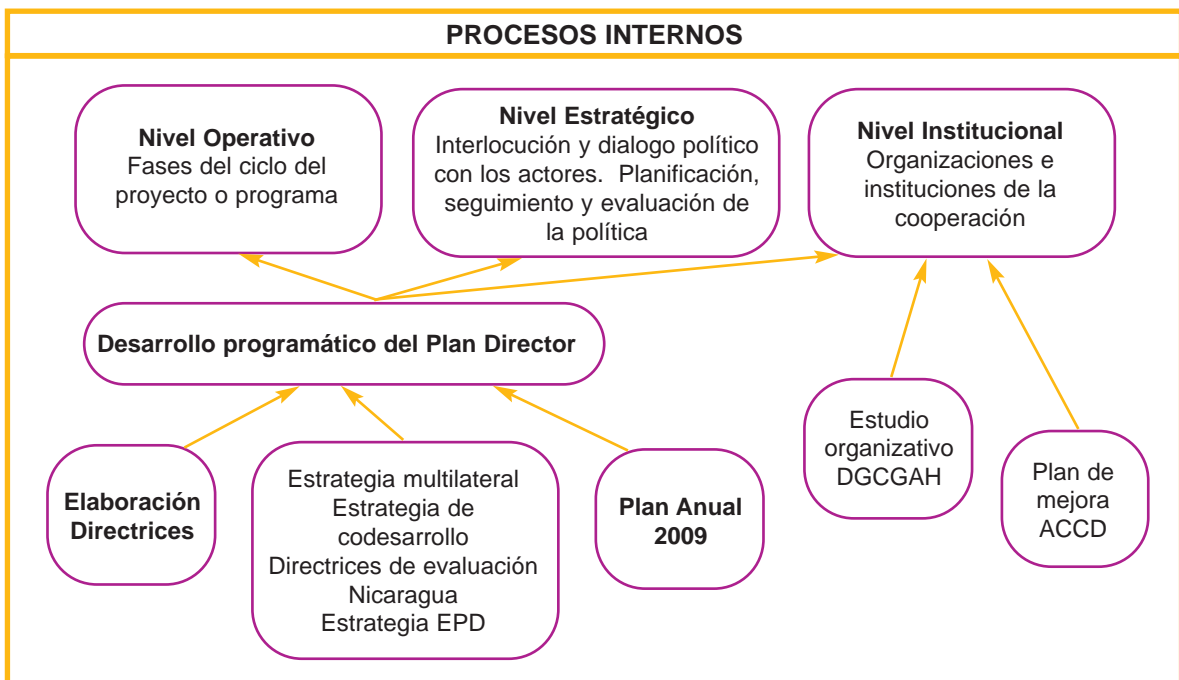 PROCESOS INTERNOS
Nivel Operativo
Fases del ciclo del
proyecto o programa
Nivel Estratégico
Interlocución y dialogo político
con los actores. Planificación,
seguimiento y evaluación de
la política
Nivel Institucional
Organizaciones e
instituciones de la
cooperación
Desarrollo programático del Plan Director
Elaboración
Directrices
Estrategia multilateral
Estrategia de
codesarrollo
Directrices de evaluación
Nicaragua
Estrategia EPD
Plan Anual
2009
Estudio
organizativo
DGCGAH
Plan de
mejora
ACCD